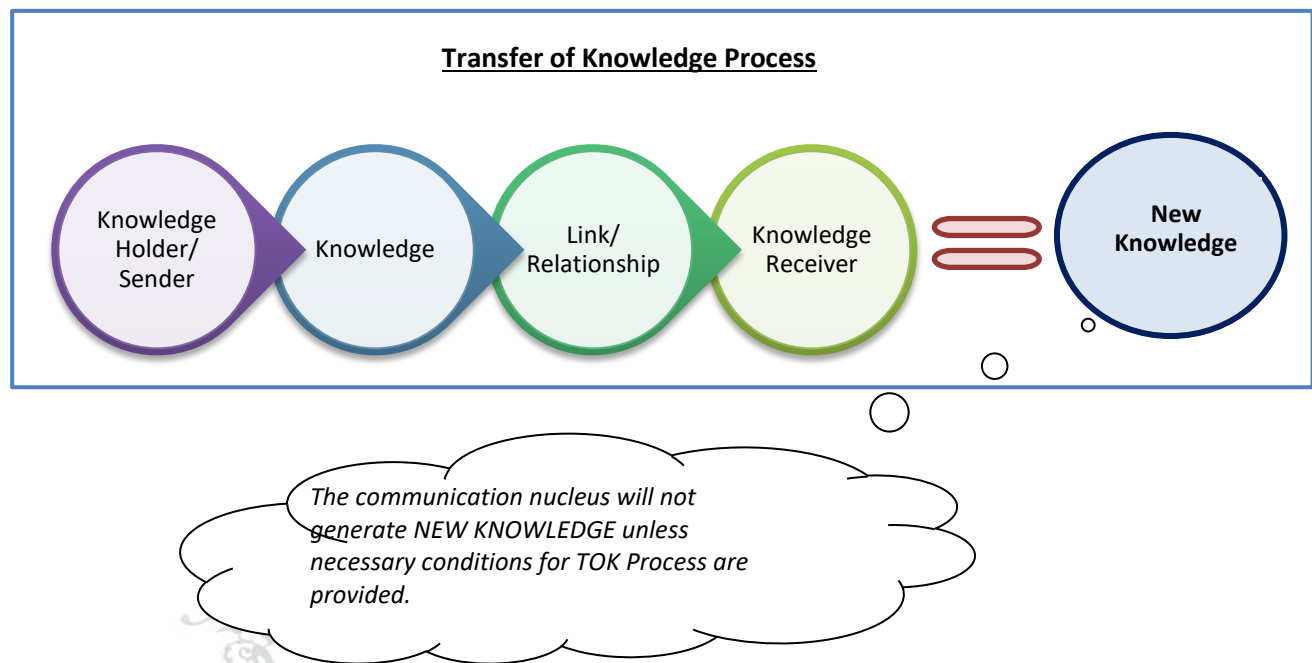 Transfer of Knowledge Process
Knowledge
Holder/
Sender
Knowledge
Link/
Relationship
Knowledge
Receiver
New
Knowledge
The communication nucleus will not
generate NEW KNOWLEDGE unless
necessary conditions for TOK Process are
provided.